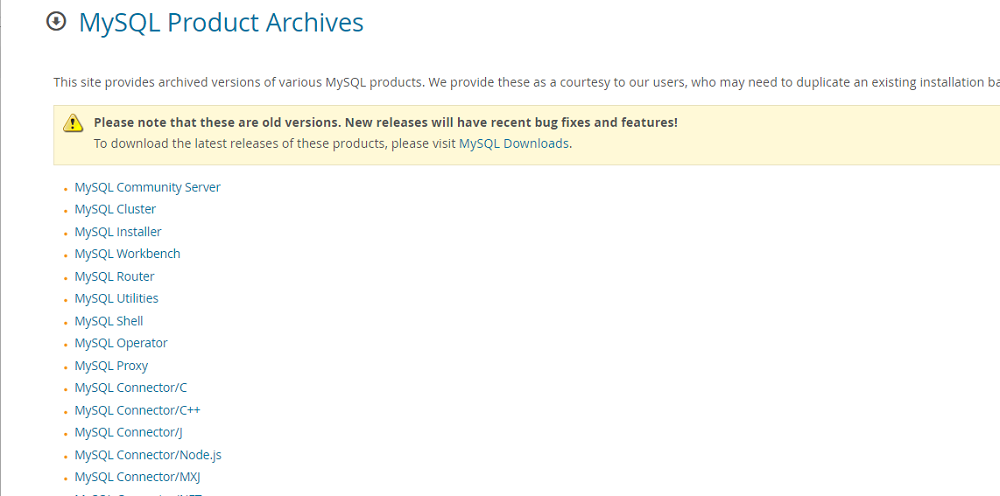 MySQL Product Archives
This site provides archived versions of various MySQL products. We provide these as a courtesy to our users, who may need to duplicate an existing installation ba
Please note that these are old versions. New releases will have recent bug fixes and features!
To download the latest releases of these products, please visit MySQL Downloads.
MySQL Community Server
MySQL Cluster
MySQL Installer
MySQL Workbench
MySQL Router
MySQL Utilities
MySQL Shell
MySQL Operator
MySQL Proxy
MySQL Connector/C
MySQL Connector/C++
MySQL Connector/J
MySQL Connector/Node.js
MySQL Connector/MXJ